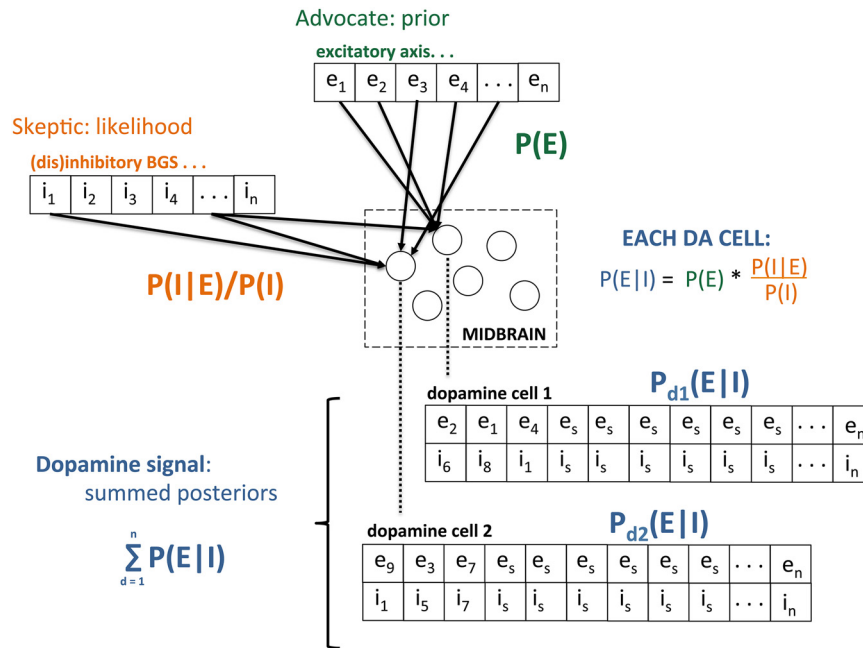 Advocate: prior
excitatory axis. . .
e1 e2 e3 e4 ... en
P(E)
Skeptic: likelihood
(dis)inhibitory BGS . . .
i1 i2 i3 i4 ... in
P(I|E)/P(I)
MIDBRAIN
EACH DA CELL:
P(E|I) = P(E) * P(I|E)
P(I)
Pd1(E|I)
dopamine cell 1
e2 e1 e4 es es es es es es ... en
i6 i8 i1 is is is is is is ... in
Dopamine signal:
summed posteriors
n
∑ P(E|I)
d = 1
Pd2(E|I)
dopamine cell 2
e9 e3 e7 es es es es es es ... en
i1 i5 i7 is is is is is is ... in